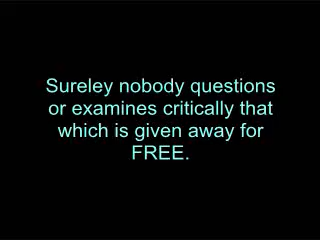 Sureley nobody questions
or examines critically that
which is given away for
FREE.